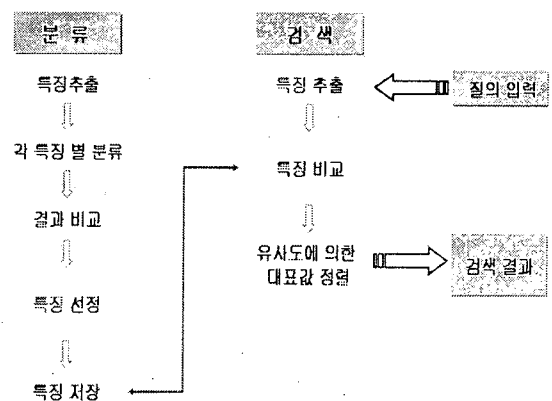 분 류
특징추출
각 특징 별 분류
결과 비교
특징 선정
특징 저장
검 색
특징 추출
질의 입력
특징 비교
유사도에 의한
대표값 정렬
검색 결과